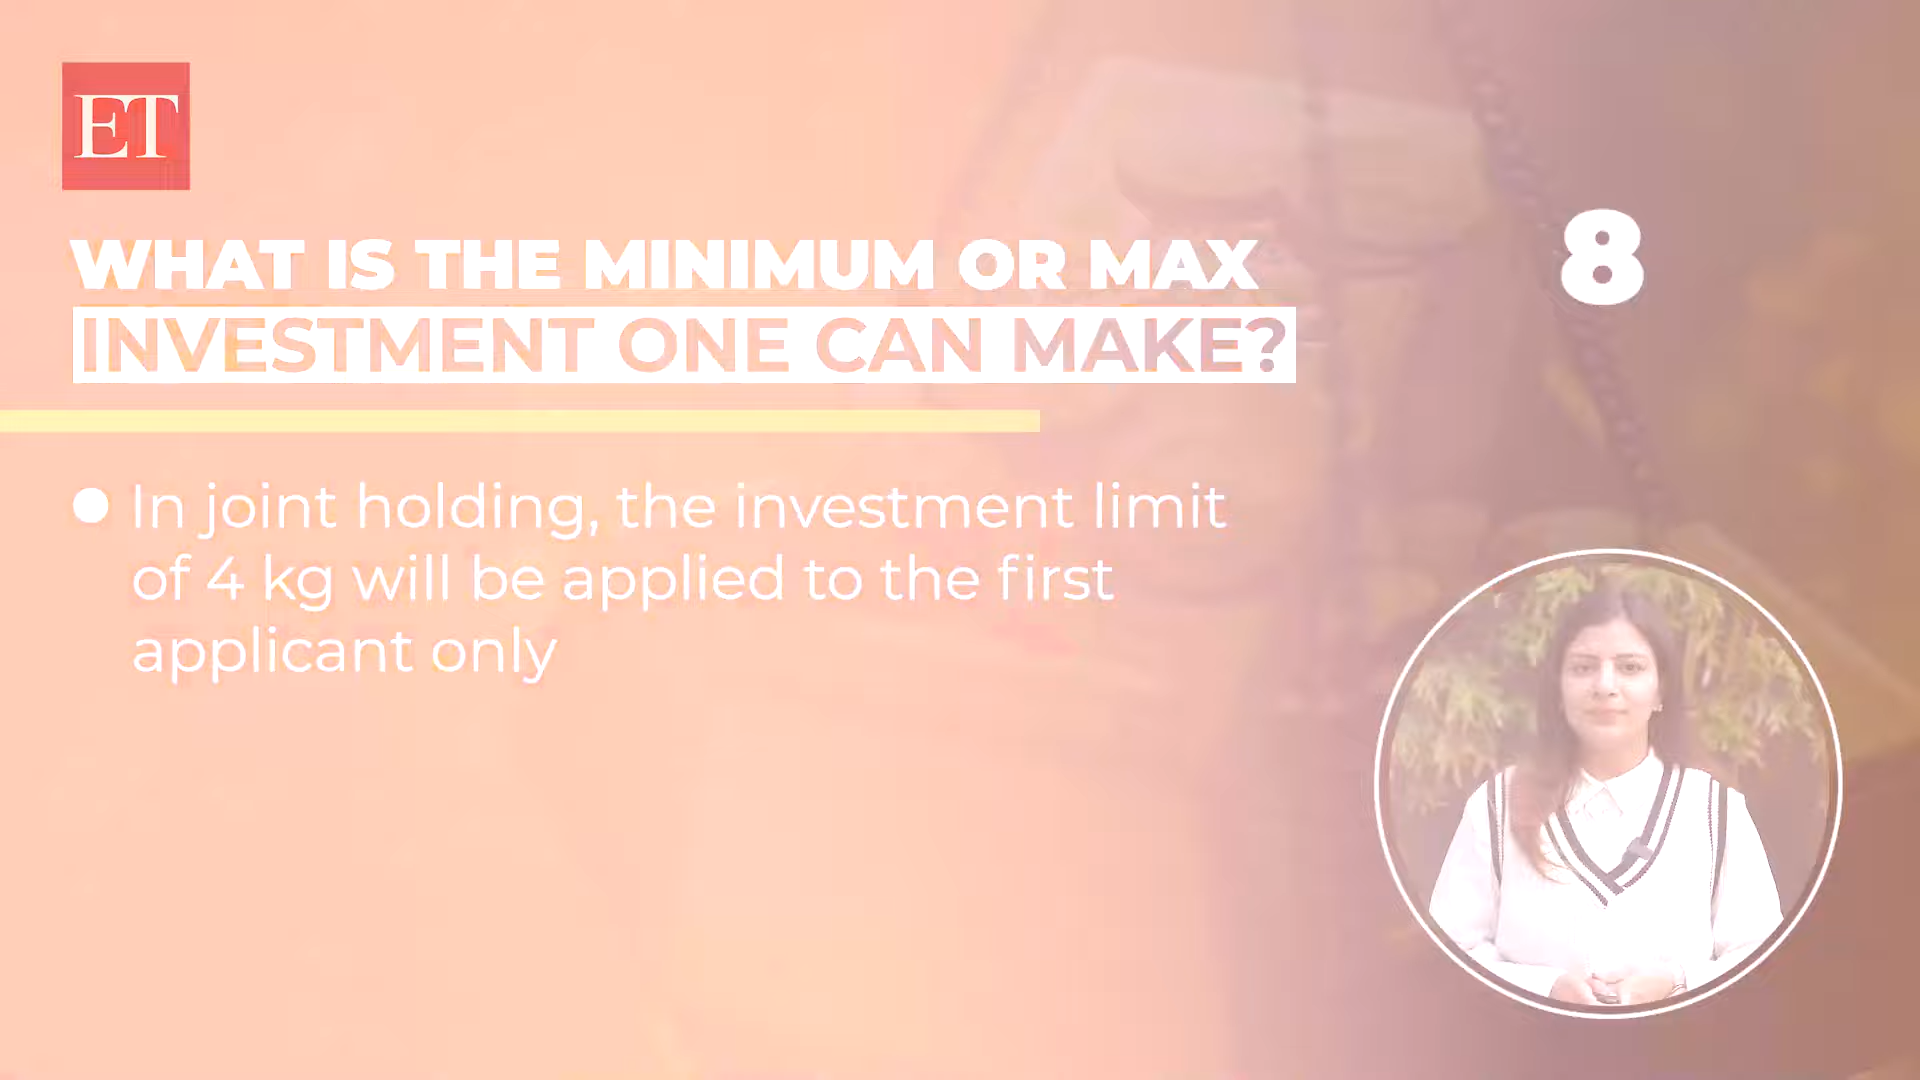 ET
WHAT IS THE MINIMUM OR MAX
INVESTMENT ONE CAN MAKE?
8
● In joint holding, the investment limit
of 4 kg will be applied to the first
applicant only